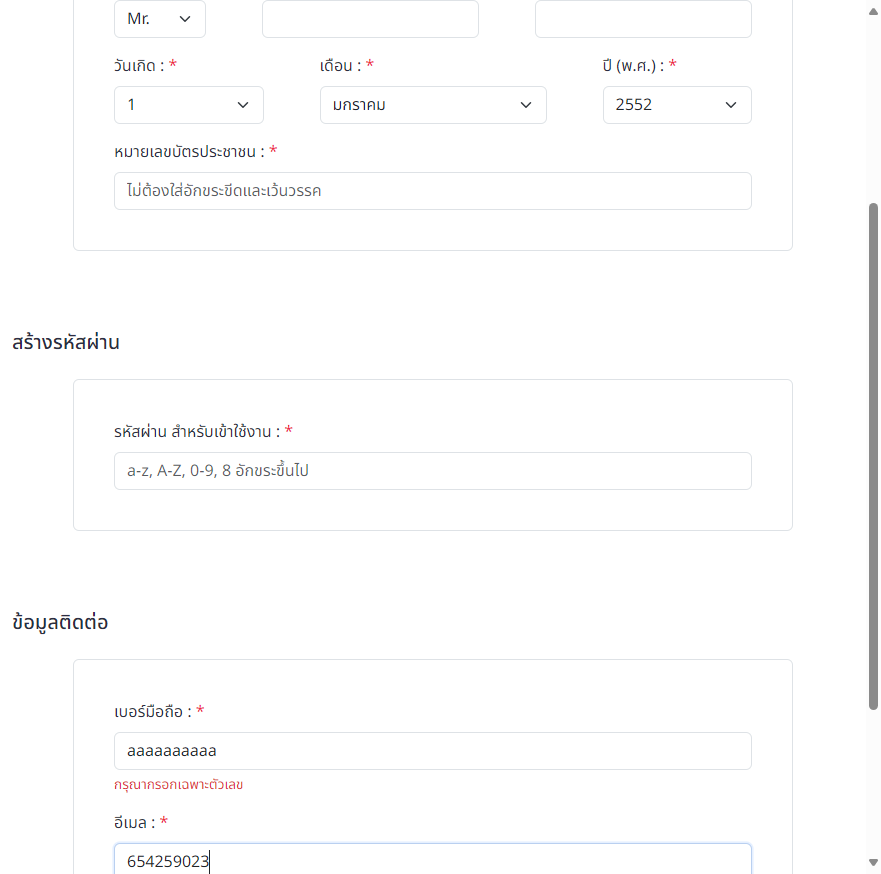 Mr.
วันเกิด : * เดือน : * ปี (พ.ศ.) : *
1 มกราคม 2552
หมายเลขบัตรประชาชน : *
ไม่ต้องใส่อักขระขีดและเว้นวรรค
สร้างรหัสผ่าน
รหัสผ่าน สำหรับเข้าใช้งาน : *
a-z, A-Z, 0-9, 8 อักขระขึ้นไป
ข้อมูลติดต่อ
เบอร์มือถือ : *
aaaaaaaaaa
กรุณากรอกเฉพาะตัวเลข
อีเมล : *
654259023